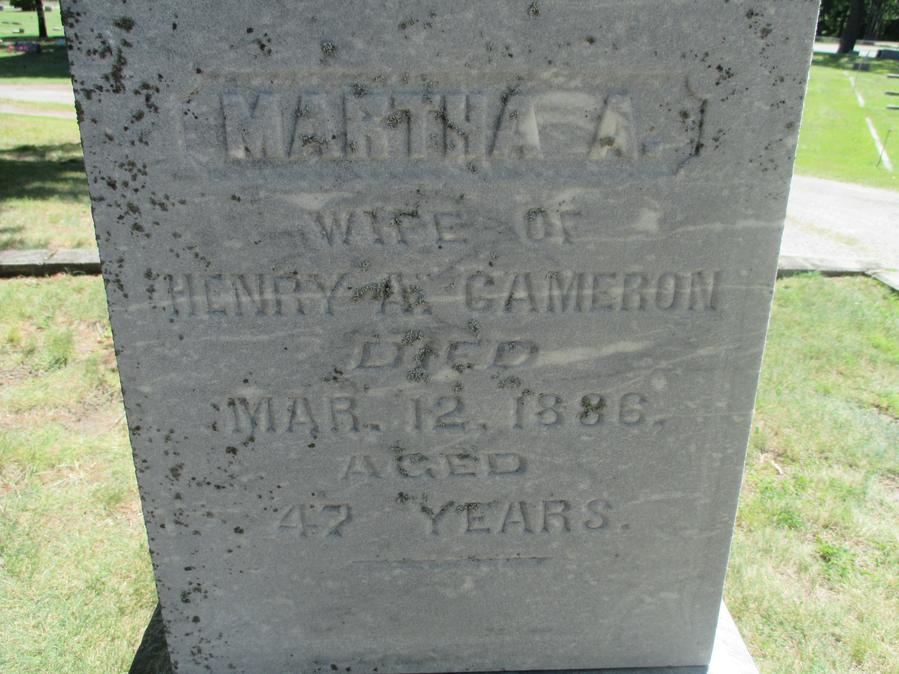 MARTHA A.
WIFE OF
HENRY A. CAMERON
DIED
MAR. 12, 1886.
AGED
47 YEARS.